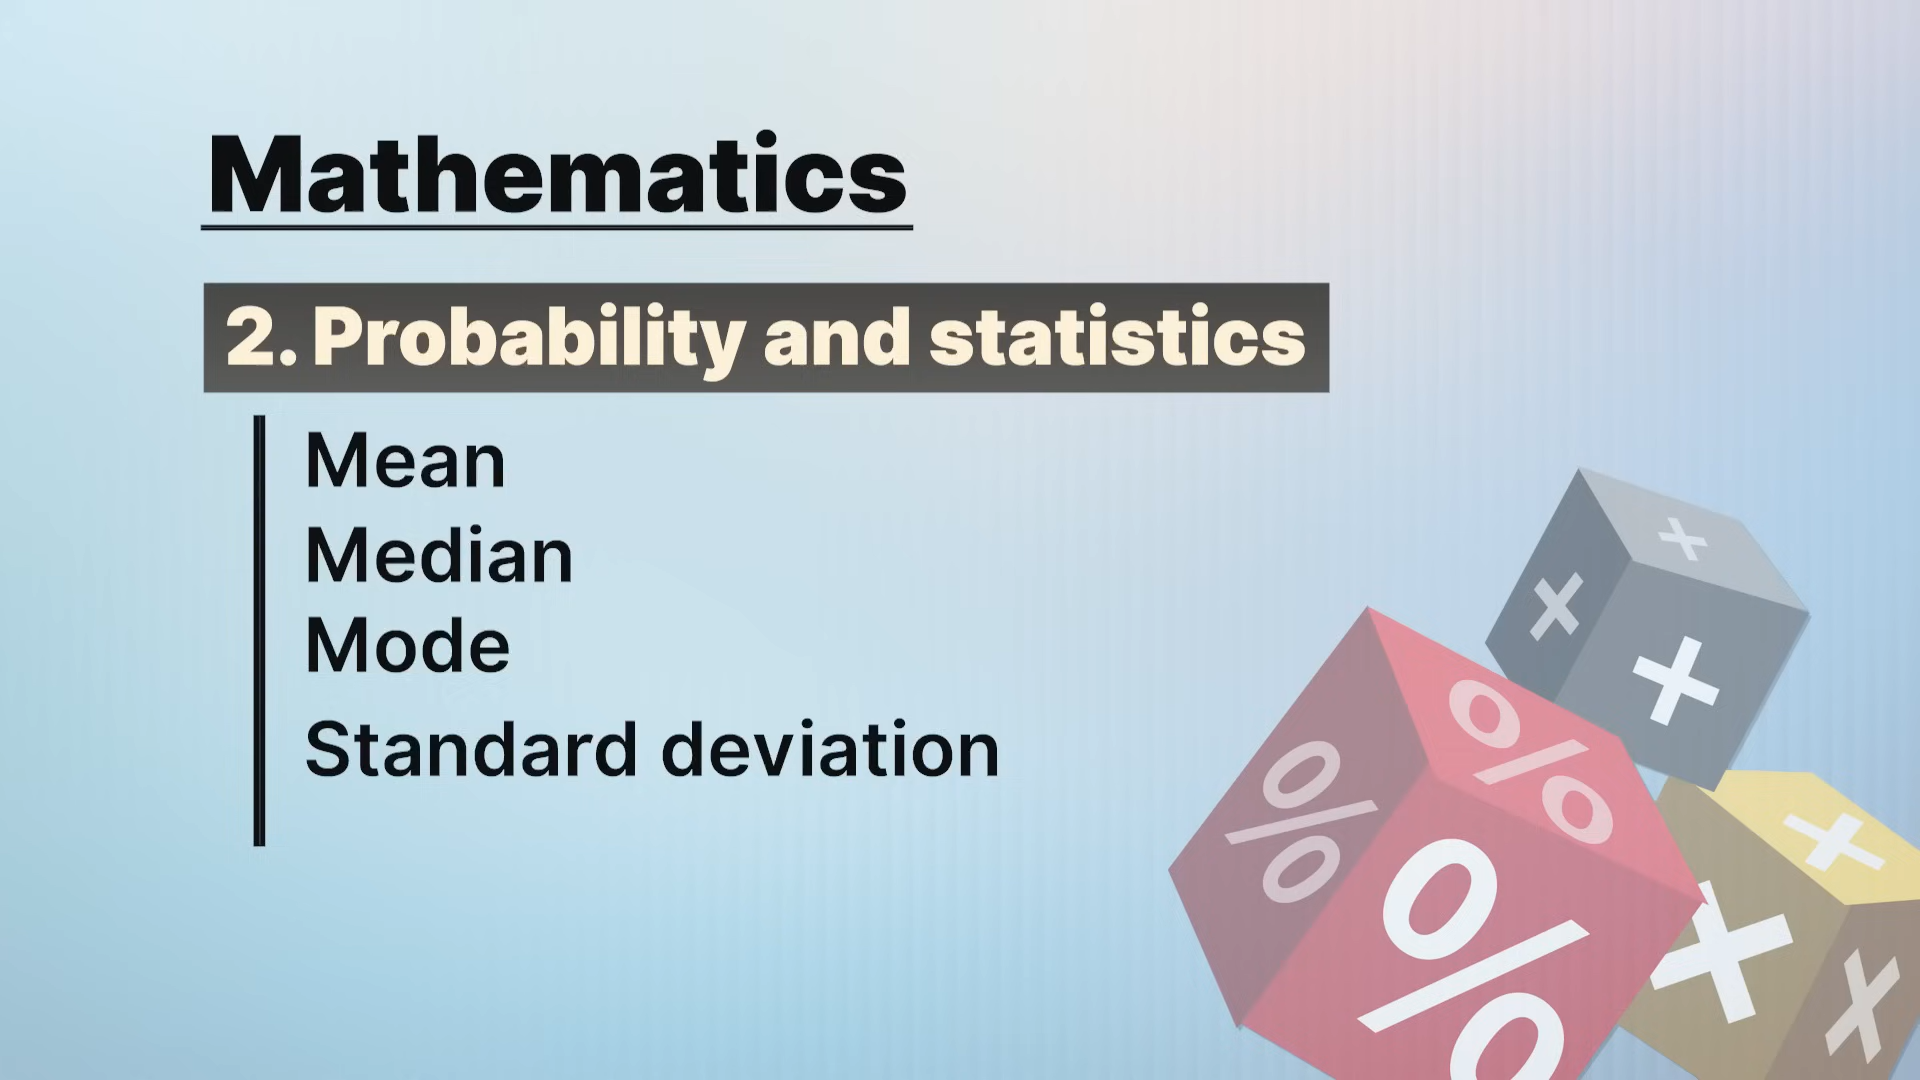 Mathematics
2. Probability and statistics
Mean
Median
Mode
Standard deviation
+
+
+
%
%
%
+
+
+